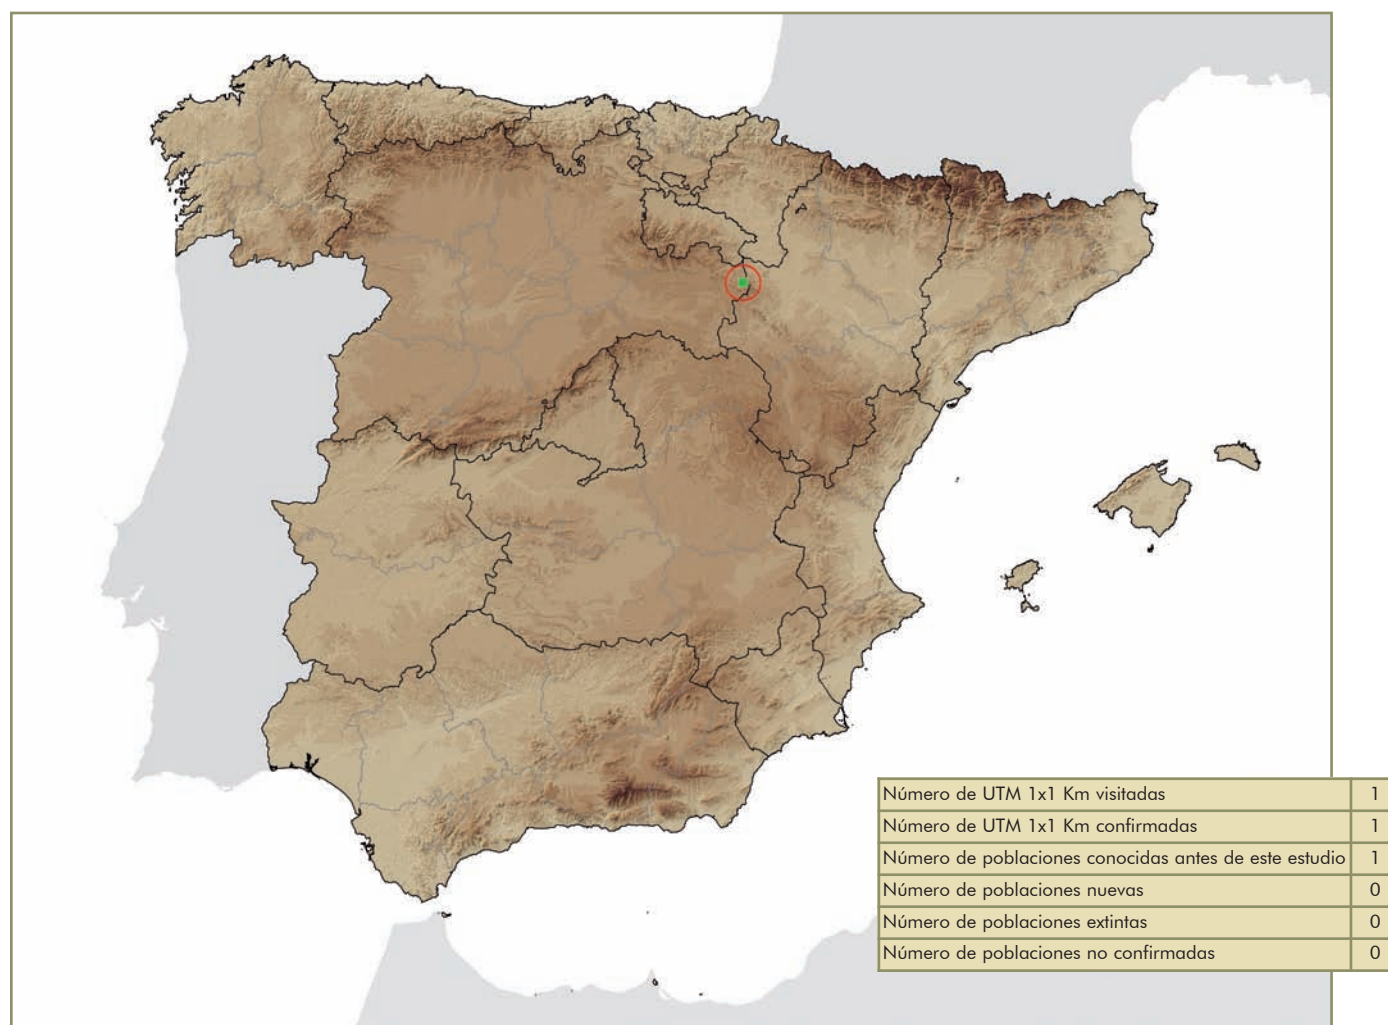 Número de UTM 1x1 Km visitadas 1
Número de UTM 1x1 Km confirmadas 1
Número de poblaciones conocidas antes de este estudio 1
Número de poblaciones nuevas 0
Número de poblaciones extintas 0
Número de poblaciones no confirmadas 0